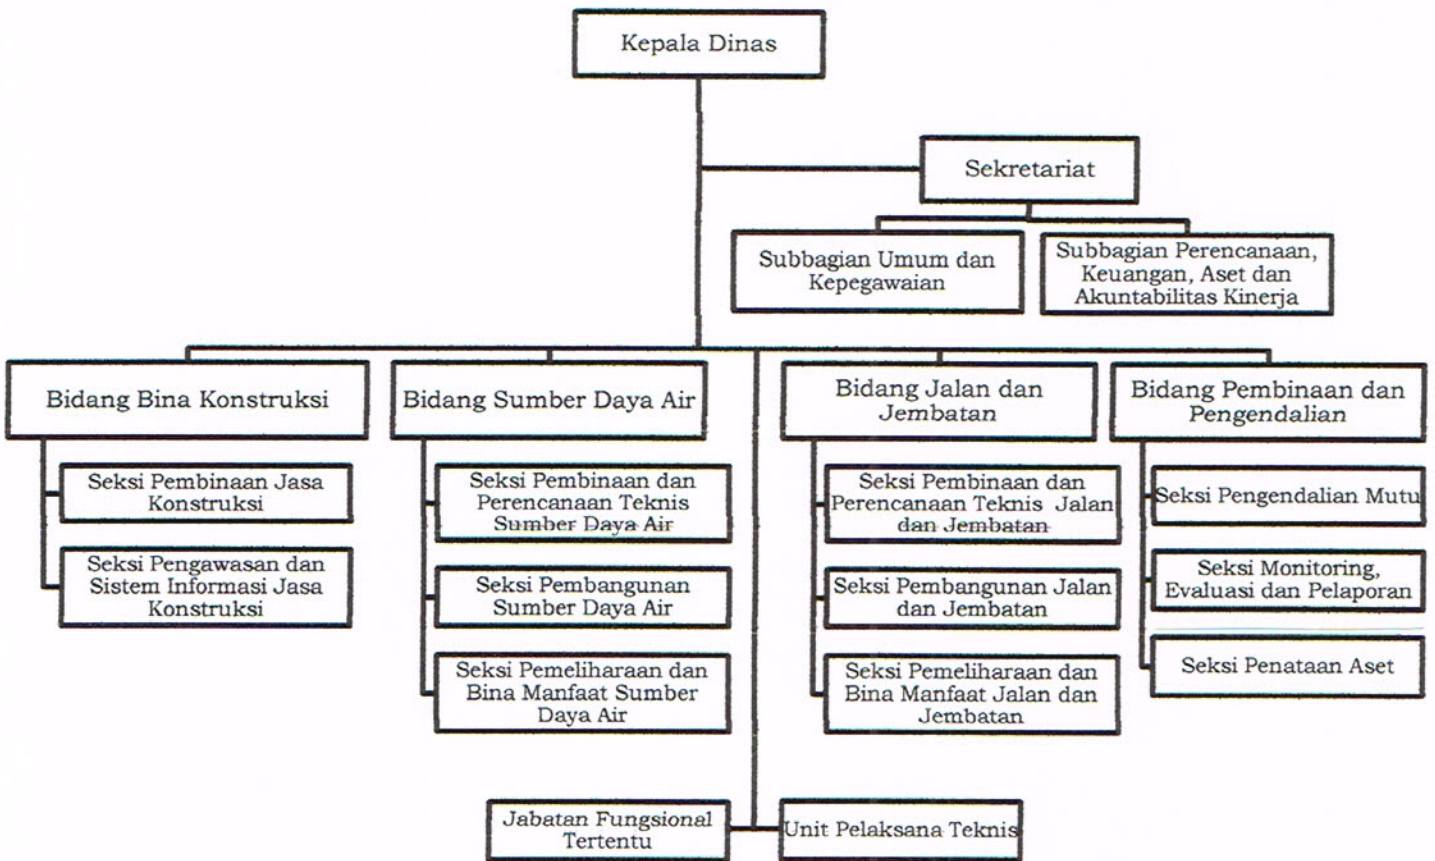 Kepala Dinas
Sekretariat
Subbagian Umum dan
Kepegawaian
Subbagian Perencanaan,
Keuangan, Aset dan
Akuntabilitas Kinerja
Bidang Bina Konstruksi
Seksi Pembinaan Jasa
Konstruksi
Seksi Pengawasan dan
Sistem Informasi Jasa
Konstruksi
Bidang Sumber Daya Air
Seksi Pembinaan dan
Perencanaan Teknis
Sumber Daya Air
Seksi Pembangunan
Sumber Daya Air
Seksi Pemeliharaan dan
Bina Manfaat Sumber
Daya Air
Bidang Jalan dan
Jembatan
Seksi Pembinaan dan
Perencanaan Teknis Jalan
dan Jembatan
Seksi Pembangunan Jalan
dan Jembatan
Seksi Pemeliharaan dan
Bina Manfaat Jalan dan
Jembatan
Bidang Pembinaan dan
Pengendalian
Seksi Pengendalian Mutu
Seksi Monitoring,
Evaluasi dan Pelaporan
Seksi Penataan Aset
Jabatan Fungsional
Tertentu
Unit Pelaksana Teknis